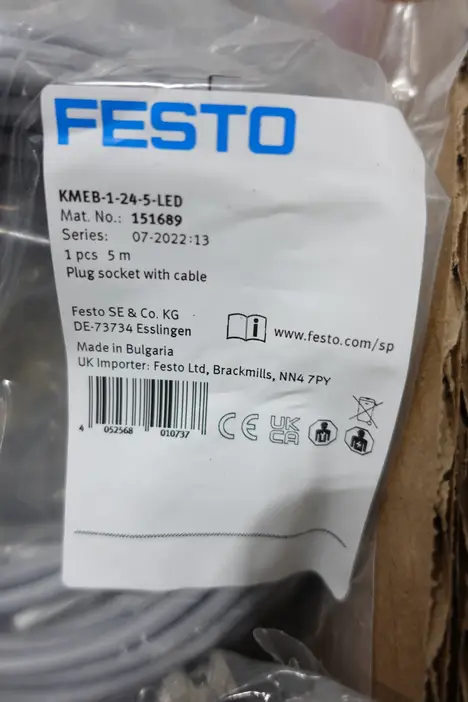 FESTO
KMEB-1-24-5-LED
Mat. No.: 151689
Series: 07-2022:13
1 pcs 5 m
Plug socket with cable
Festo SE & Co. KG
DE-73734 Esslingen
www.festo.com/sp
Made in Bulgaria
UK Importer: Festo Ltd, Brackmills, NN4 7PY
4 052568 010737
CE UK
CA